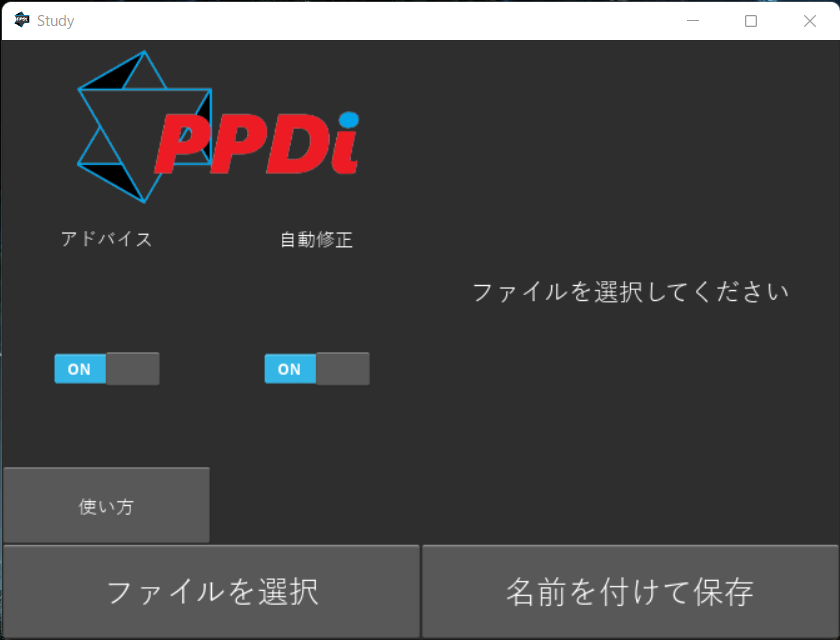 Study
PPDi
アドバイス
自動修正
ファイルを選択してください
ON
ON
使い方
ファイルを選択
名前を付けて保存